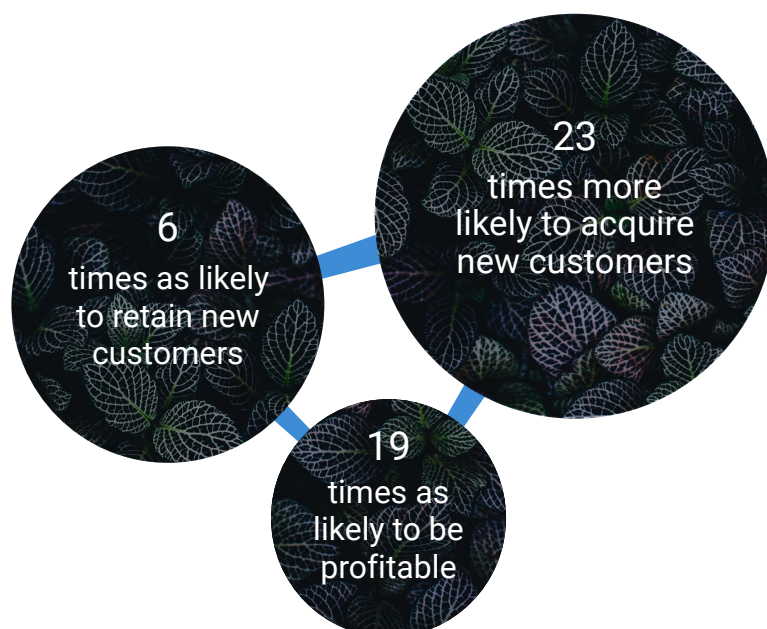 23
times more
likely to acquire
new customers
6
times as likely
to retain new
customers
19
times as
likely to be
profitable